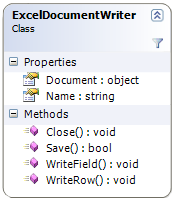 ExcelDocumentWriter
Class
Properties
Document : object
Name : string
Methods
Close() : void
Save() : bool
WriteField() : void
WriteRow() : void